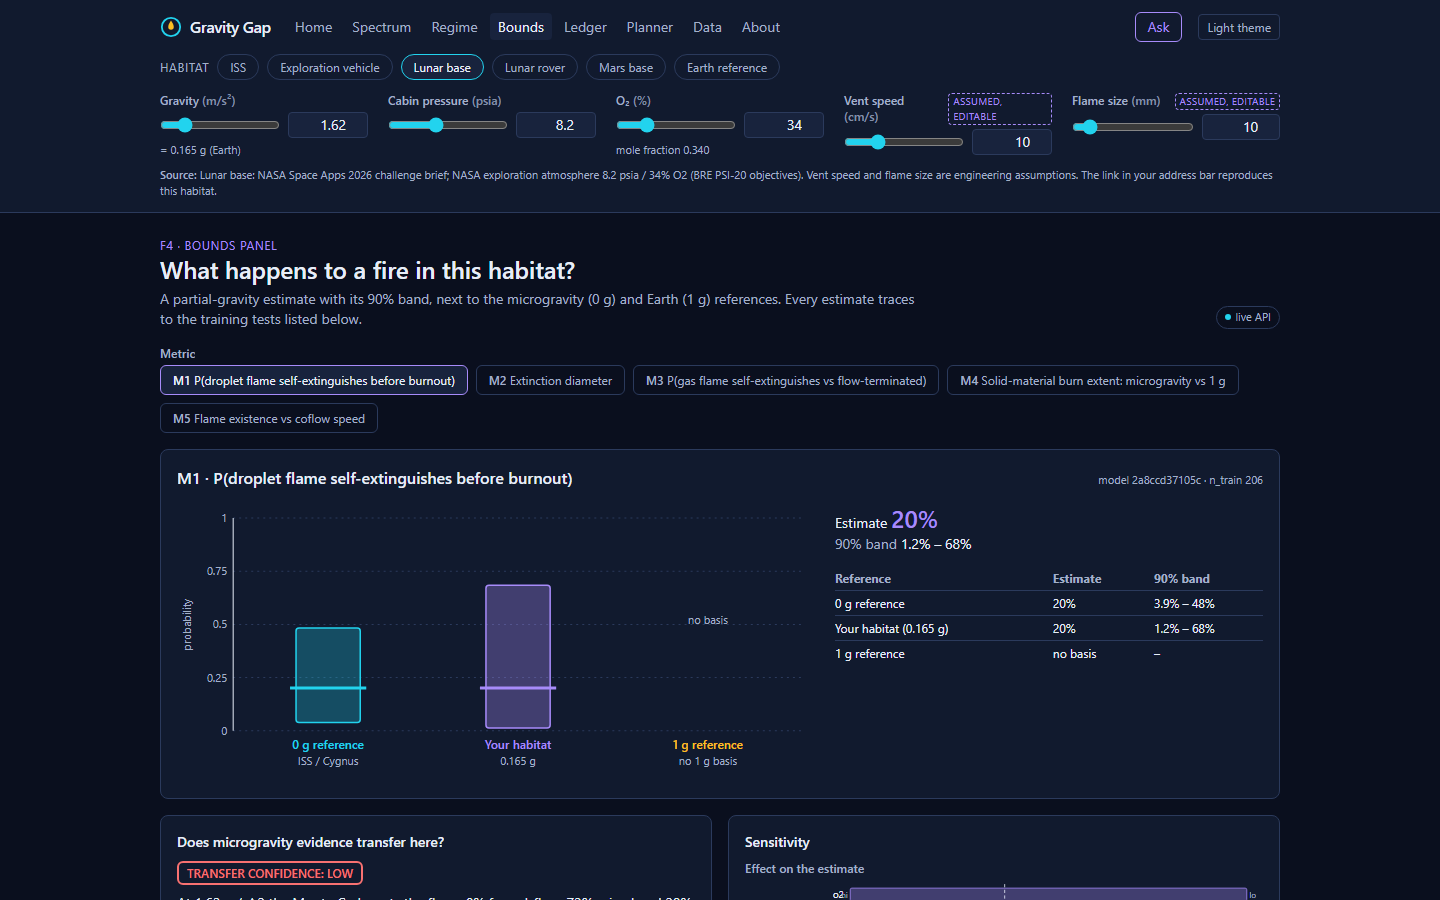 Gravity Gap Home Spectrum Regime Bounds Ledger Planner Data About Ask Light theme
HABITAT ISS Exploration vehicle Lunar base Lunar rover Mars base Earth reference
Gravity (m/s²) 1.62
= 0.165 g (Earth)
Cabin pressure (psia) 8.2
O₂ (%) 34
mole fraction 0.340
Vent speed (cm/s) ASSUMED, EDITABLE 10
Flame size (mm) ASSUMED, EDITABLE 10
Source: Lunar base: NASA Space Apps 2026 challenge brief; NASA exploration atmosphere 8.2 psia / 34% O2 (BRE PSI-20 objectives). Vent speed and flame size are engineering assumptions. The link in your address bar reproduces
this habitat.
F4 · BOUNDS PANEL
What happens to a fire in this habitat?
A partial-gravity estimate with its 90% band, next to the microgravity (0 g) and Earth (1 g) references. Every estimate traces
to the training tests listed below.
live API
Metric
M1 P(droplet flame self-extinguishes before burnout) M2 Extinction diameter M3 P(gas flame self-extinguishes vs flow-terminated) M4 Solid-material burn extent: microgravity vs 1 g
M5 Flame existence vs coflow speed
M1 · P(droplet flame self-extinguishes before burnout)
model 2a8ccd37105c · n_train 206
probability
1
0.75
0.5
0.25
0
no basis
0 g reference
ISS / Cygnus
Your habitat
0.165 g
1 g reference
no 1 g basis
Estimate 20%
90% band 1.2% – 68%
Reference Estimate 90% band
0 g reference 20% 3.9% – 48%
Your habitat (0.165 g) 20% 1.2% – 68%
1 g reference no basis –
Does microgravity evidence transfer here?
TRANSFER CONFIDENCE: LOW
Sensitivity
Effect on the estimate